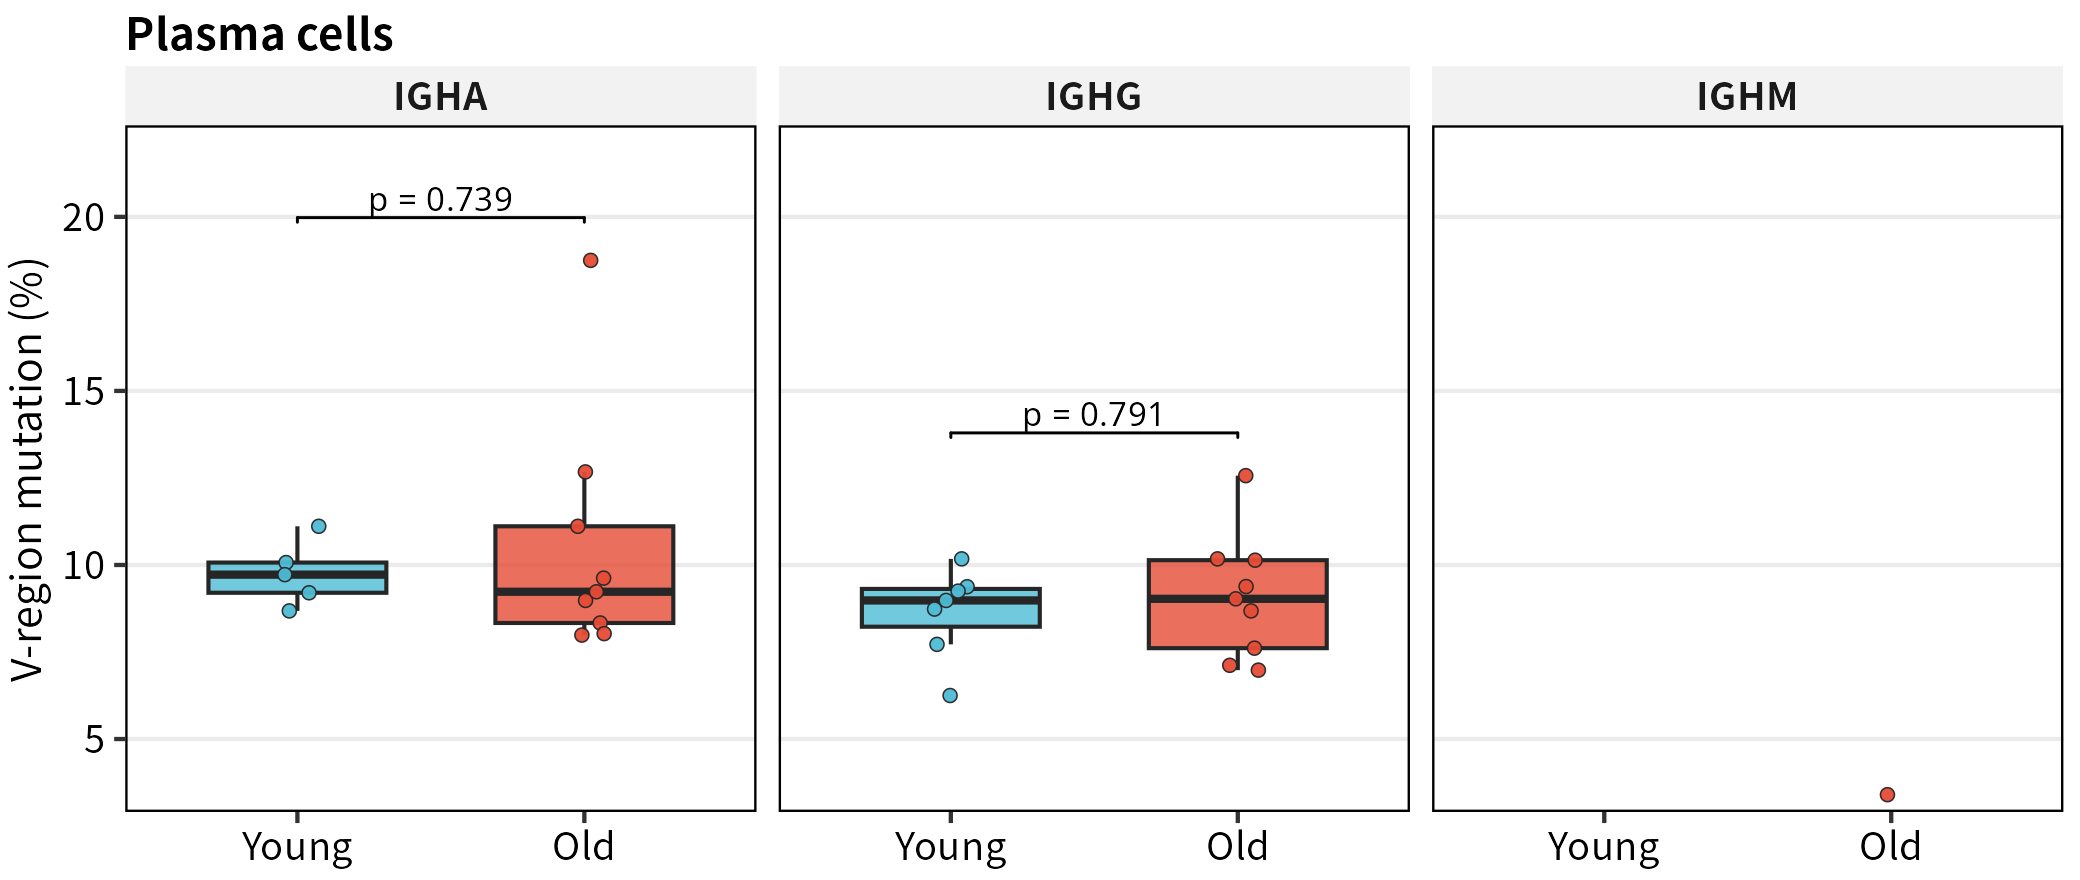 Plasma cells
IGHA
IGHG
IGHM
V-region mutation (%)
20
15
10
5
p = 0.739
p = 0.791
Young
Old
Young
Old
Young
Old